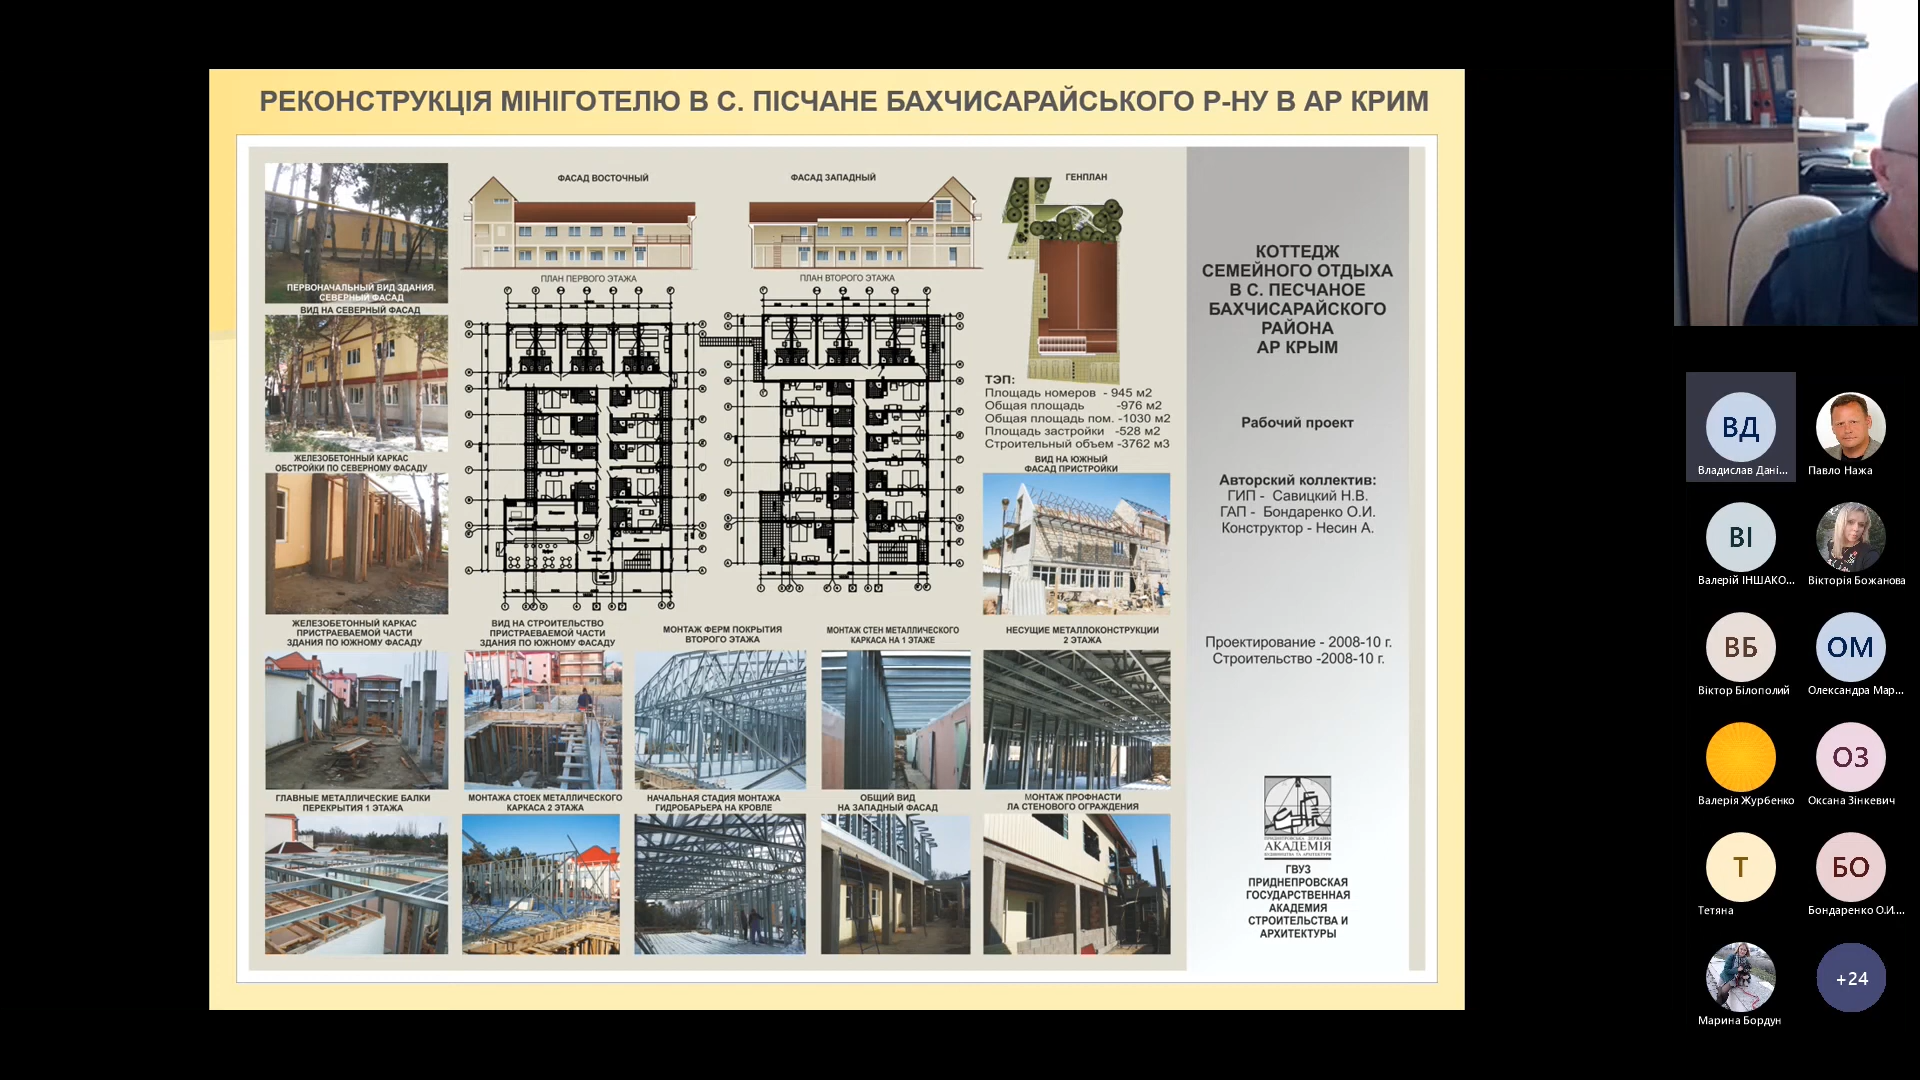 РЕКОНСТРУКЦІЯ МІНІГОТЕЛЮ В С. ПІСЧАНЕ БАХЧИСАРАЙСЬКОГО Р-НУ В АР КРИМ
ПЕРВОНАЧАЛЬНЫЙ ВИД ЗДАНИЯ.
СЕВЕРНЫЙ ФАСАД
ВИД НА СЕВЕРНЫЙ ФАСАД
ЖЕЛЕЗОБЕТОННЫЙ КАРКАС
ОБСТРОЙКИ ПО СЕВЕРНОМУ ФАСАДУ
ФАСАД ВОСТОЧНЫЙ
ФАСАД ЗАПАДНЫЙ
ГЕНПЛАН
ПЛАН ПЕРВОГО ЭТАЖА
ПЛАН ВТОРОГО ЭТАЖА
ТЭП:
Площадь номеров - 945 м2
Общая площадь -976 м2
Общая площадь пом. -1030 м2
Площадь застройки -528 м2
Строительный объем -3762 м3
ВИД НА ЮЖНЫЙ
ФАСАД ПРИСТРОЙКИ
ЖЕЛЕЗОБЕТОННЫЙ КАРКАС
ПРИСТРАЕВАЕМОЙ ЧАСТИ
ЗДАНИЯ ПО ЮЖНОМУ ФАСАДУ
ВИД НА СТРОИТЕЛЬСТВО
ПРИСТРАЕВАЕМОЙ ЧАСТИ
ЗДАНИЯ ПО ЮЖНОМУ ФАСАДУ
МОНТАЖ ФЕРМ ПОКРЫТИЯ
ВТОРОГО ЭТАЖА
МОНТАЖ СТЕН МЕТАЛЛИЧЕСКОГО
КАРКАСА НА 1 ЭТАЖЕ
НЕСУЩИЕ МЕТАЛЛОКОНСТРУКЦИИ
2 ЭТАЖА
ГЛАВНЫЕ МЕТАЛЛИЧЕСКИЕ БАЛКИ
ПЕРЕКРЫТИЯ 1 ЭТАЖА
МОНТАЖА СТОЕК МЕТАЛЛИЧЕСКОГО
КАРКАСА 2 ЭТАЖА
НАЧАЛЬНАЯ СТАДИЯ МОНТАЖА
ГИДРОБАРЬЕРА НА КРОВЛЕ
ОБЩИЙ ВИД
НА ЗАПАДНЫЙ ФАСАД
МОНТАЖ ПРОФНАСТИ
ЛА СТЕНОВОГО ОГРАЖДЕНИЯ
КОТТЕДЖ
СЕМЕЙНОГО ОТДЫХА
В С. ПЕСЧАНОЕ
БАХЧИСАРАЙСКОГО
РАЙОНА
АР КРЫМ
Рабочий проект
Авторский коллектив:
ГИП - Савицкий Н.В.
ГАП - Бондаренко О.И.
Конструктор - Несин А.
Проектирование - 2008-10 г.
Строительство -2008-10 г.
АКАДЕМІЯ
ГВУЗ
ПРИДНЕПРОВСКАЯ
ГОСУДАРСТВЕННАЯ
АКАДЕМИЯ
СТРОИТЕЛЬСТВА И
АРХИТЕКТУРЫ
ВД
Владислав Дані...
Павло Нажа
ВІ
Валерій ІНШАКО...
Вікторія Божанова
ВБ
Віктор Білополий
ОМ
Олександра Мар...
Валерія Журбенко
ОЗ
Оксана Зінкевич
Т
Тетяна
БО
Бондаренко О.И....
Марина Бордун
+24